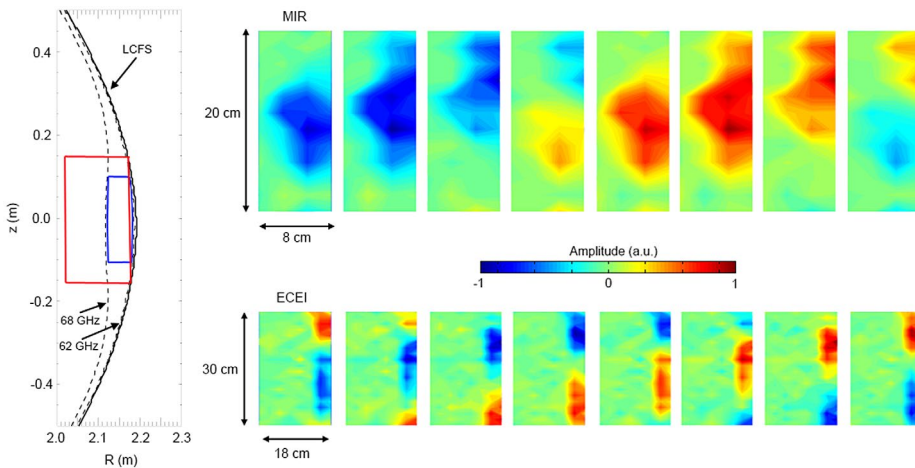 MIR
0.4
LCFS
0.2
20 cm
z (m)
0.0
8 cm
Amplitude (a.u.)
-1
0
1
-0.2
ECEI
68 GHz
62 GHz
30 cm
-0.4
2.0
2.1
2.2
2.3
R (m)
18 cm